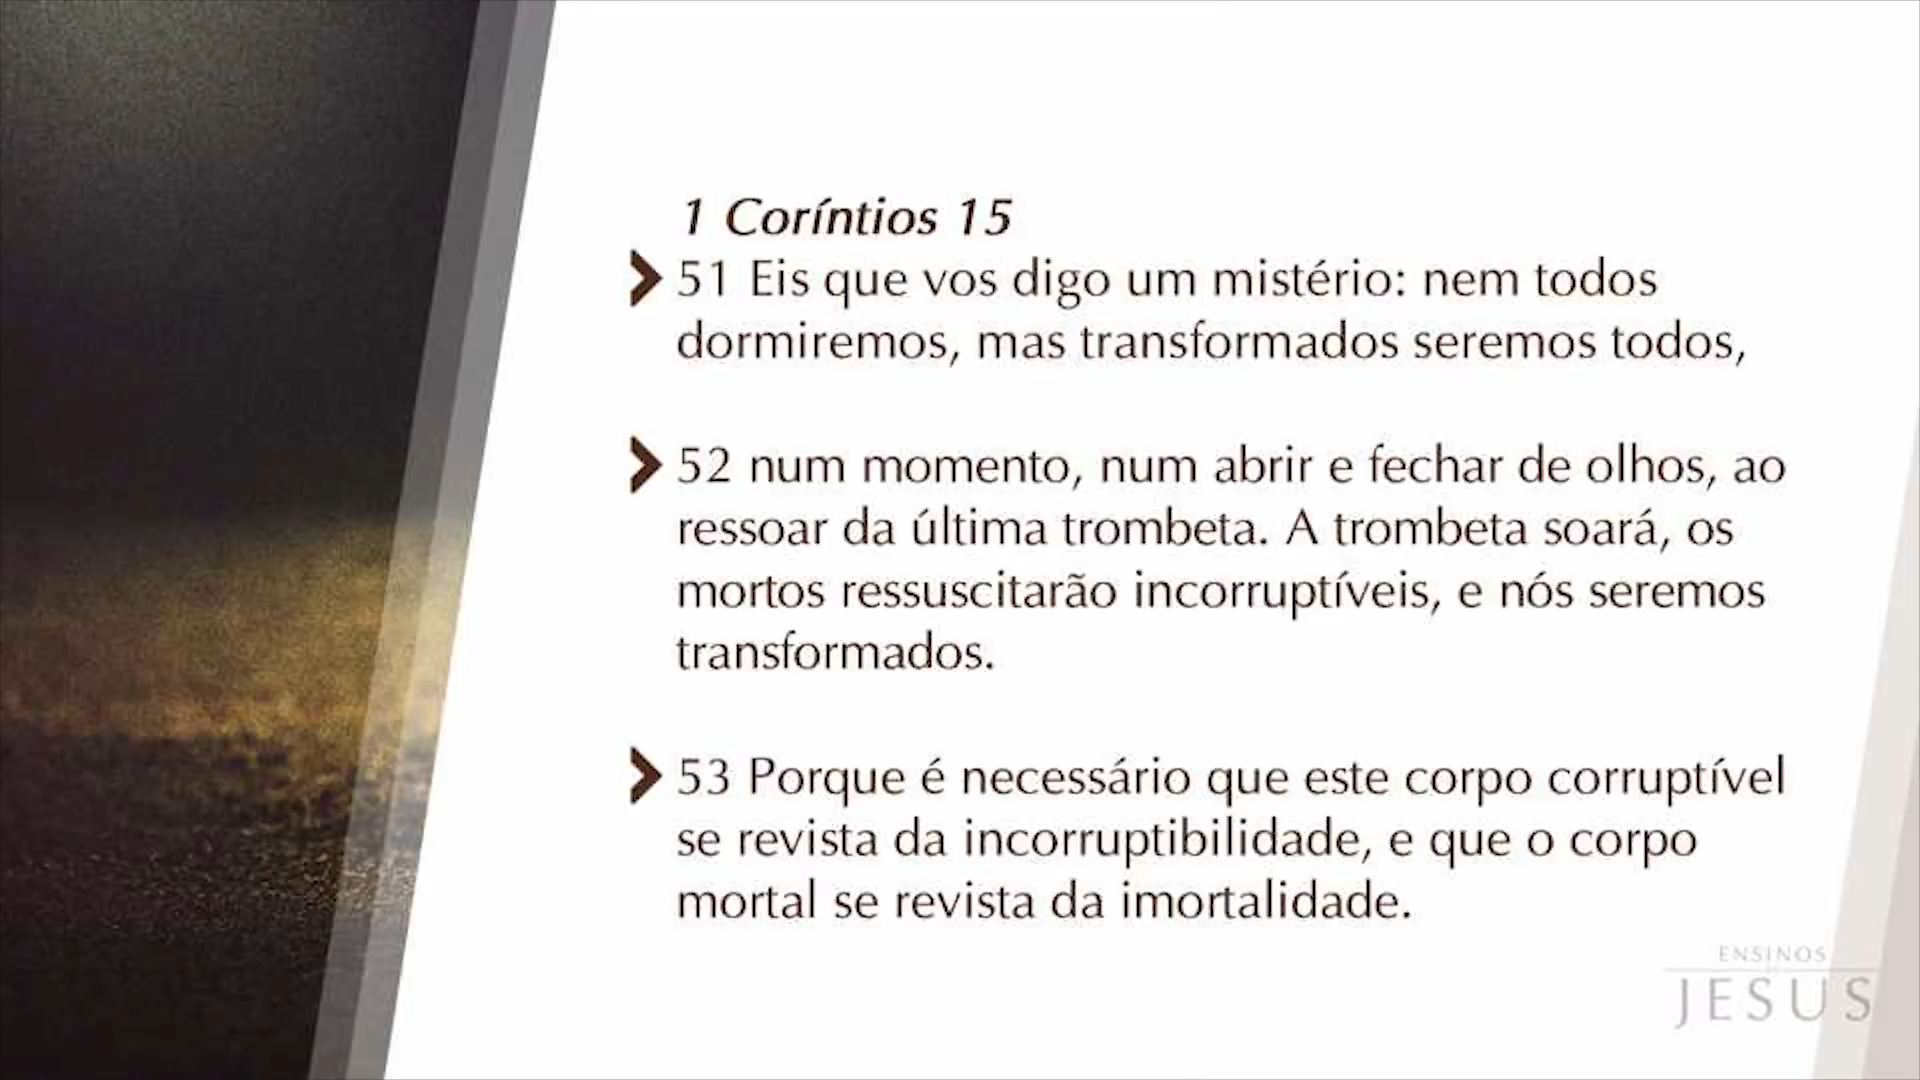 1 Coríntios 15
51 Eis que vos digo um mistério: nem todos
dormiremos, mas transformados seremos todos,
52 num momento, num abrir e fechar de olhos, ao
ressoar da última trombeta. A trombeta soará, os
mortos ressuscitarão incorruptíveis, e nós seremos
transformados.
53 Porque é necessário que este corpo corruptível
se revista da incorruptibilidade, e que o corpo
mortal se revista da imortalidade.
ENSINOS
JESUS